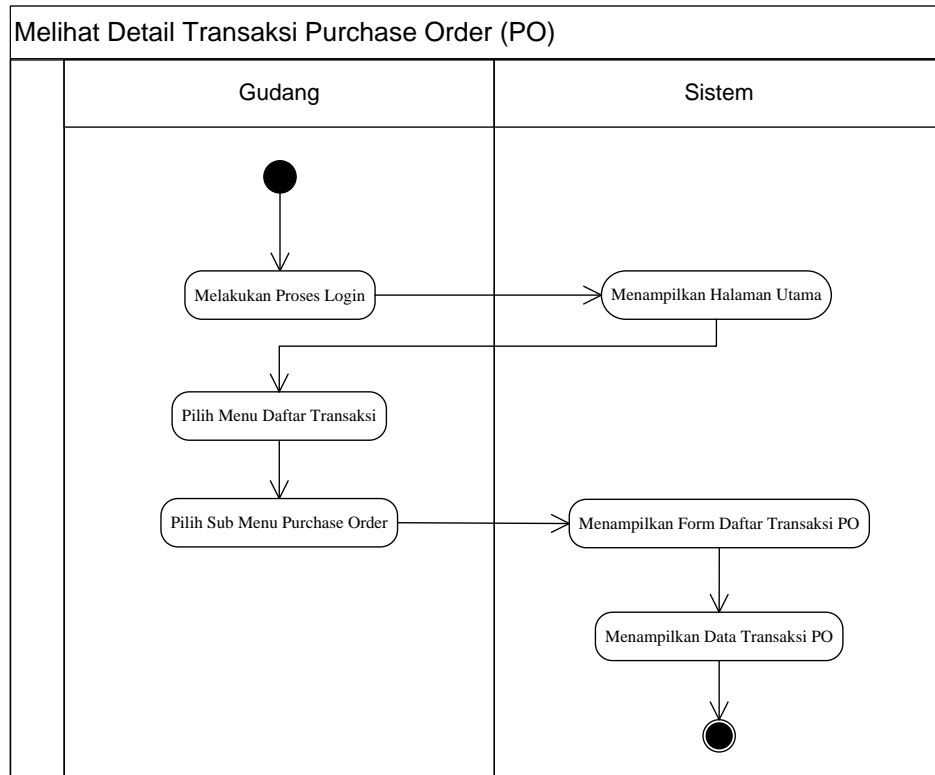 Melihat Detail Transaksi Purchase Order (PO)
Gudang
Sistem
Melakukan Proses Login
Menampilkan Halaman Utama
Pilih Menu Daftar Transaksi
Pilih Sub Menu Purchase Order
Menampilkan Form Daftar Transaksi PO
Menampilkan Data Transaksi PO